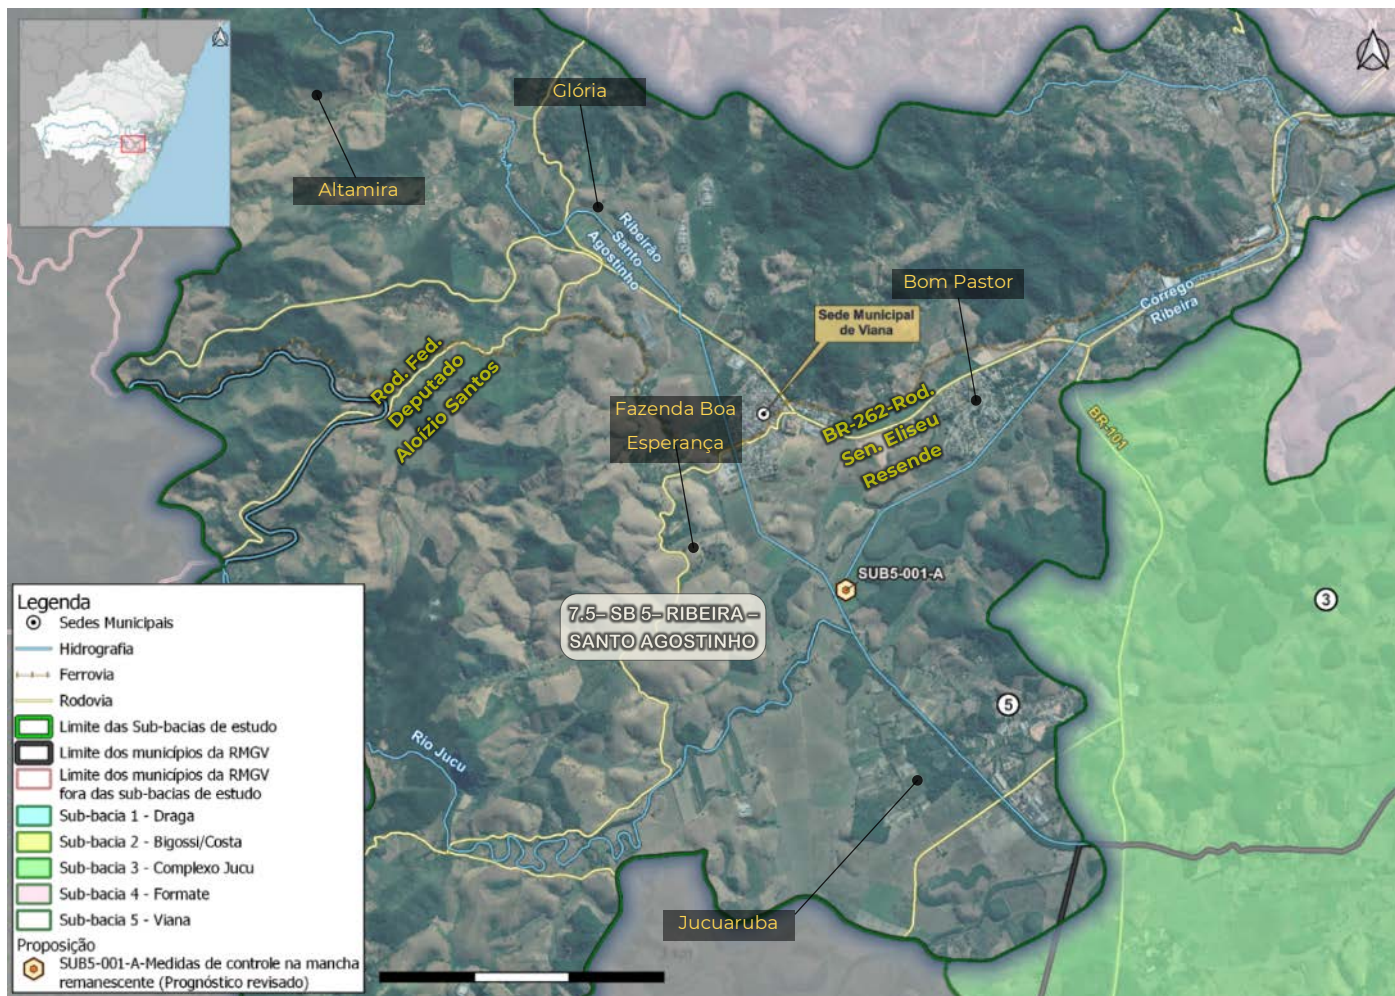 Glória
Altamira
Ribeirão
Santo
Agostinho
Bom Pastor
Sede Municipal
de Viana
Córrego
Ribeira
Rod. Fed.
Deputado
Aloízio Santos
Fazenda Boa
Esperança
BR-262-Rod.
Sen. Eliseu
Resende
BR-101
SUB5-001-A
3
7.5– SB 5– RIBEIRA –
SANTO AGOSTINHO
5
Rio Jucu
Jucuaruba
Legenda
Sedes Municipais
Hidrografia
Ferrovia
Rodovia
Limite das Sub-bacias de estudo
Limite dos municípios da RMGV
Limite dos municípios da RMGV
fora das sub-bacias de estudo
Sub-bacia 1 - Draga
Sub-bacia 2 - Bigossi/Costa
Sub-bacia 3 - Complexo Jucu
Sub-bacia 4 - Formate
Sub-bacia 5 - Viana
Proposição
SUB5-001-A-Medidas de controle na mancha
remanescente (Prognóstico revisado)